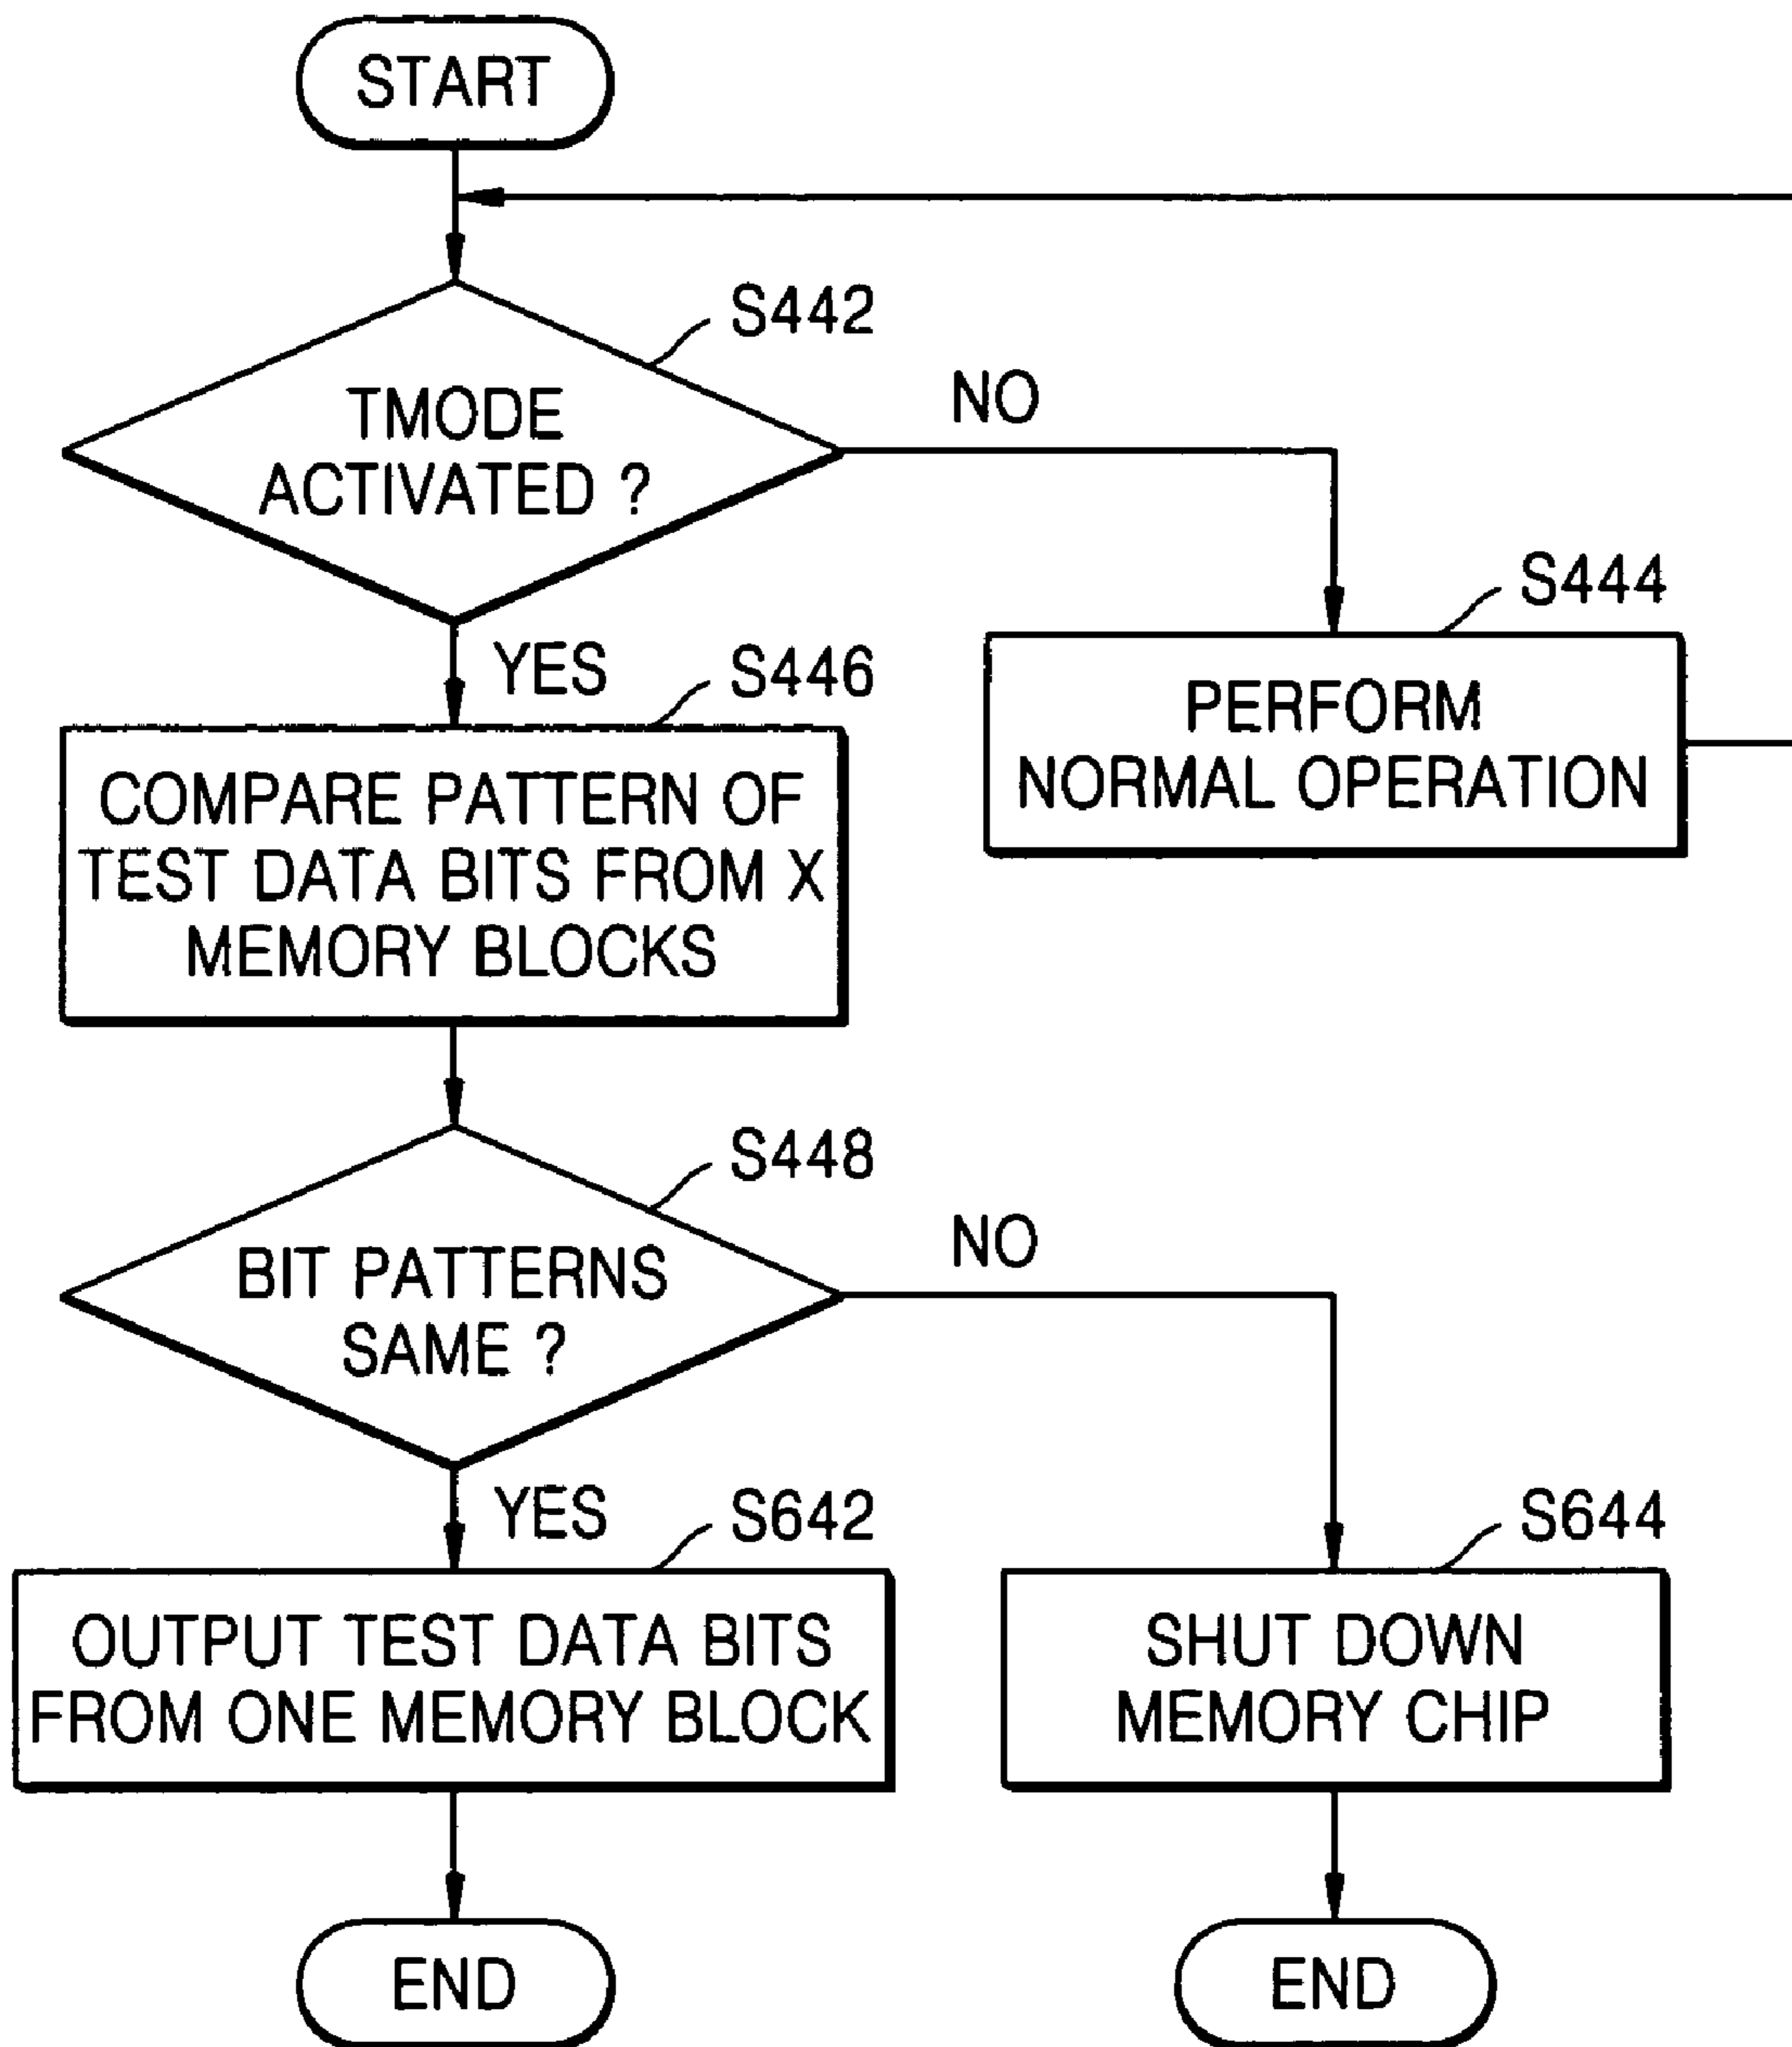 START
S442
TMODE
ACTIVATED ?
NO
S444
PERFORM
NORMAL OPERATION
YES
S446
COMPARE PATTERN OF
TEST DATA BITS FROM X
MEMORY BLOCKS
S448
BIT PATTERNS
SAME ?
NO
YES
S642
OUTPUT TEST DATA BITS
FROM ONE MEMORY BLOCK
S644
SHUT DOWN
MEMORY CHIP
END
END